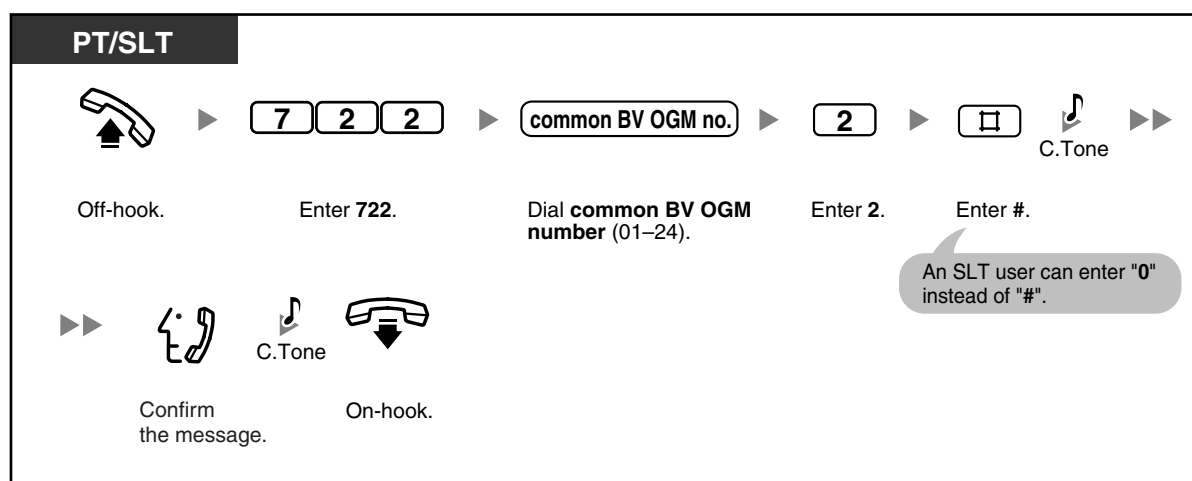 PT/SLT
7 2 2
common BV OGM no.
2
#
C.Tone
Off-hook.
Enter 722.
Dial common BV OGM
number (01–24).
Enter 2.
Enter #.
An SLT user can enter "0"
instead of "#".
C.Tone
Confirm
the message.
On-hook.